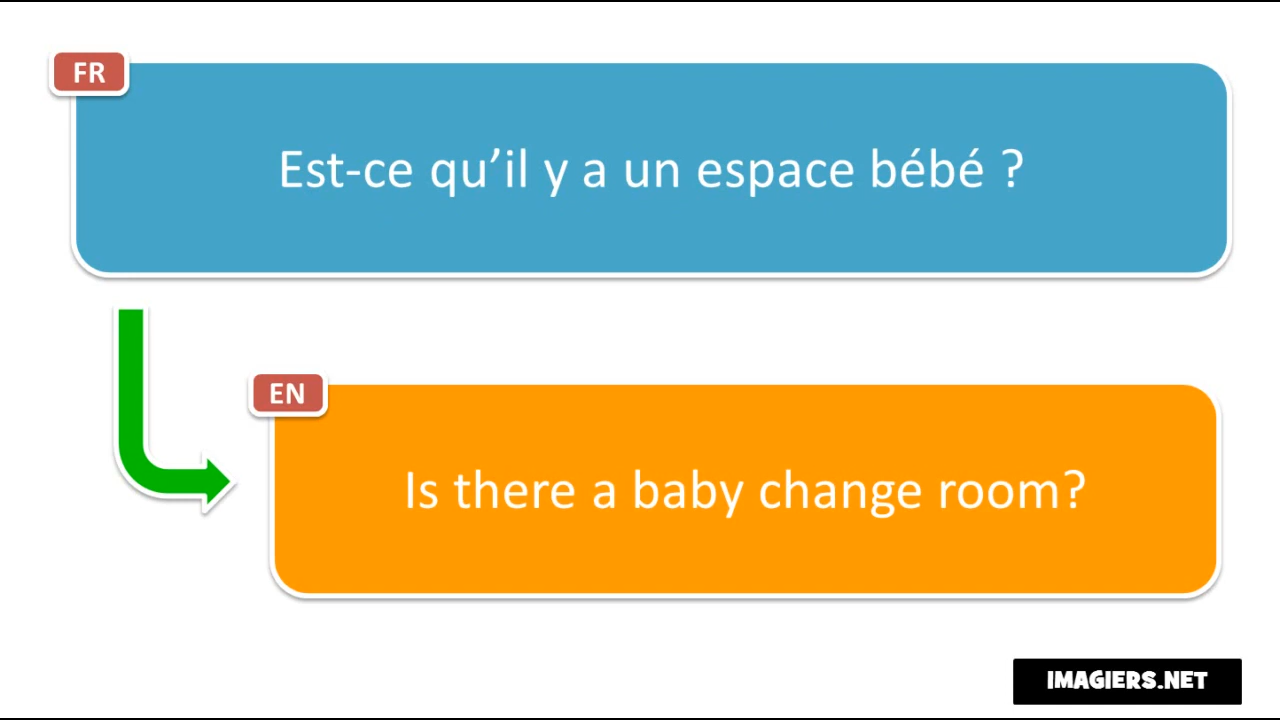 FR
Est-ce qu’il y a un espace bébé ?
EN
Is there a baby change room?
IMAGIERS.NET